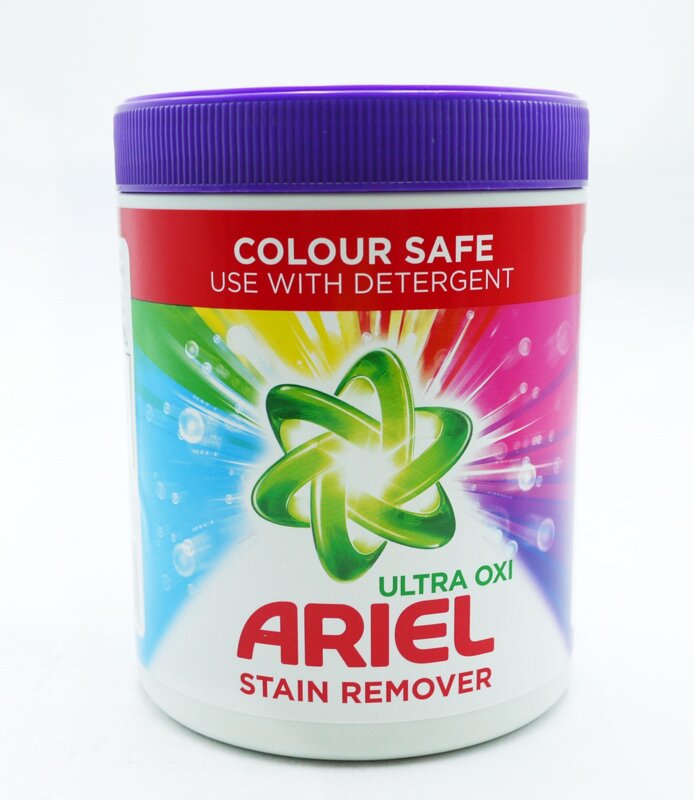 COLOUR SAFE
USE WITH DETERGENT
ULTRA OXI
ARIEL
STAIN REMOVER